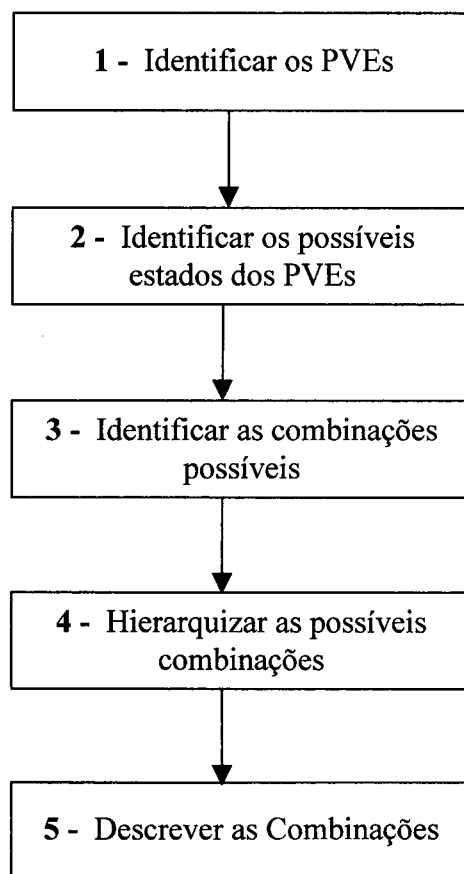 1 - Identificar os PVEs
2 - Identificar os possíveis
estados dos PVEs
3 - Identificar as combinações
possíveis
4 - Hierarquizar as possíveis
combinações
5 - Descrever as Combinações